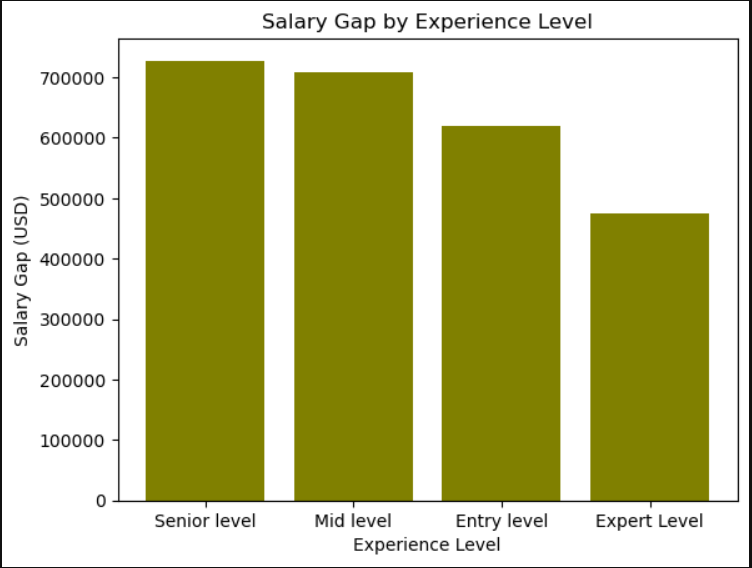 Salary Gap by Experience Level
Salary Gap (USD)
700000
600000
500000
400000
300000
200000
100000
0
Senior level
Mid level
Entry level
Expert Level
Experience Level